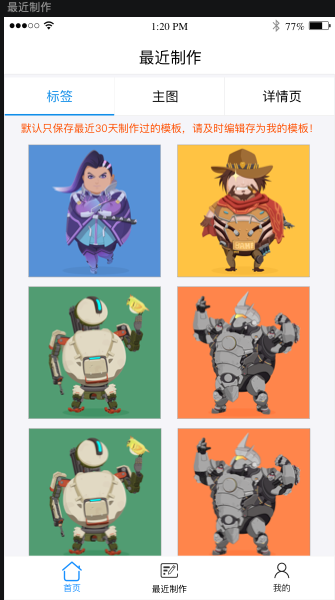 最近制作
1:20 PM
77%
最近制作
标签
主图
详情页
默认只保存最近30天制作过的模板，请及时编辑存为我的模板！
首页
最近制作
我的